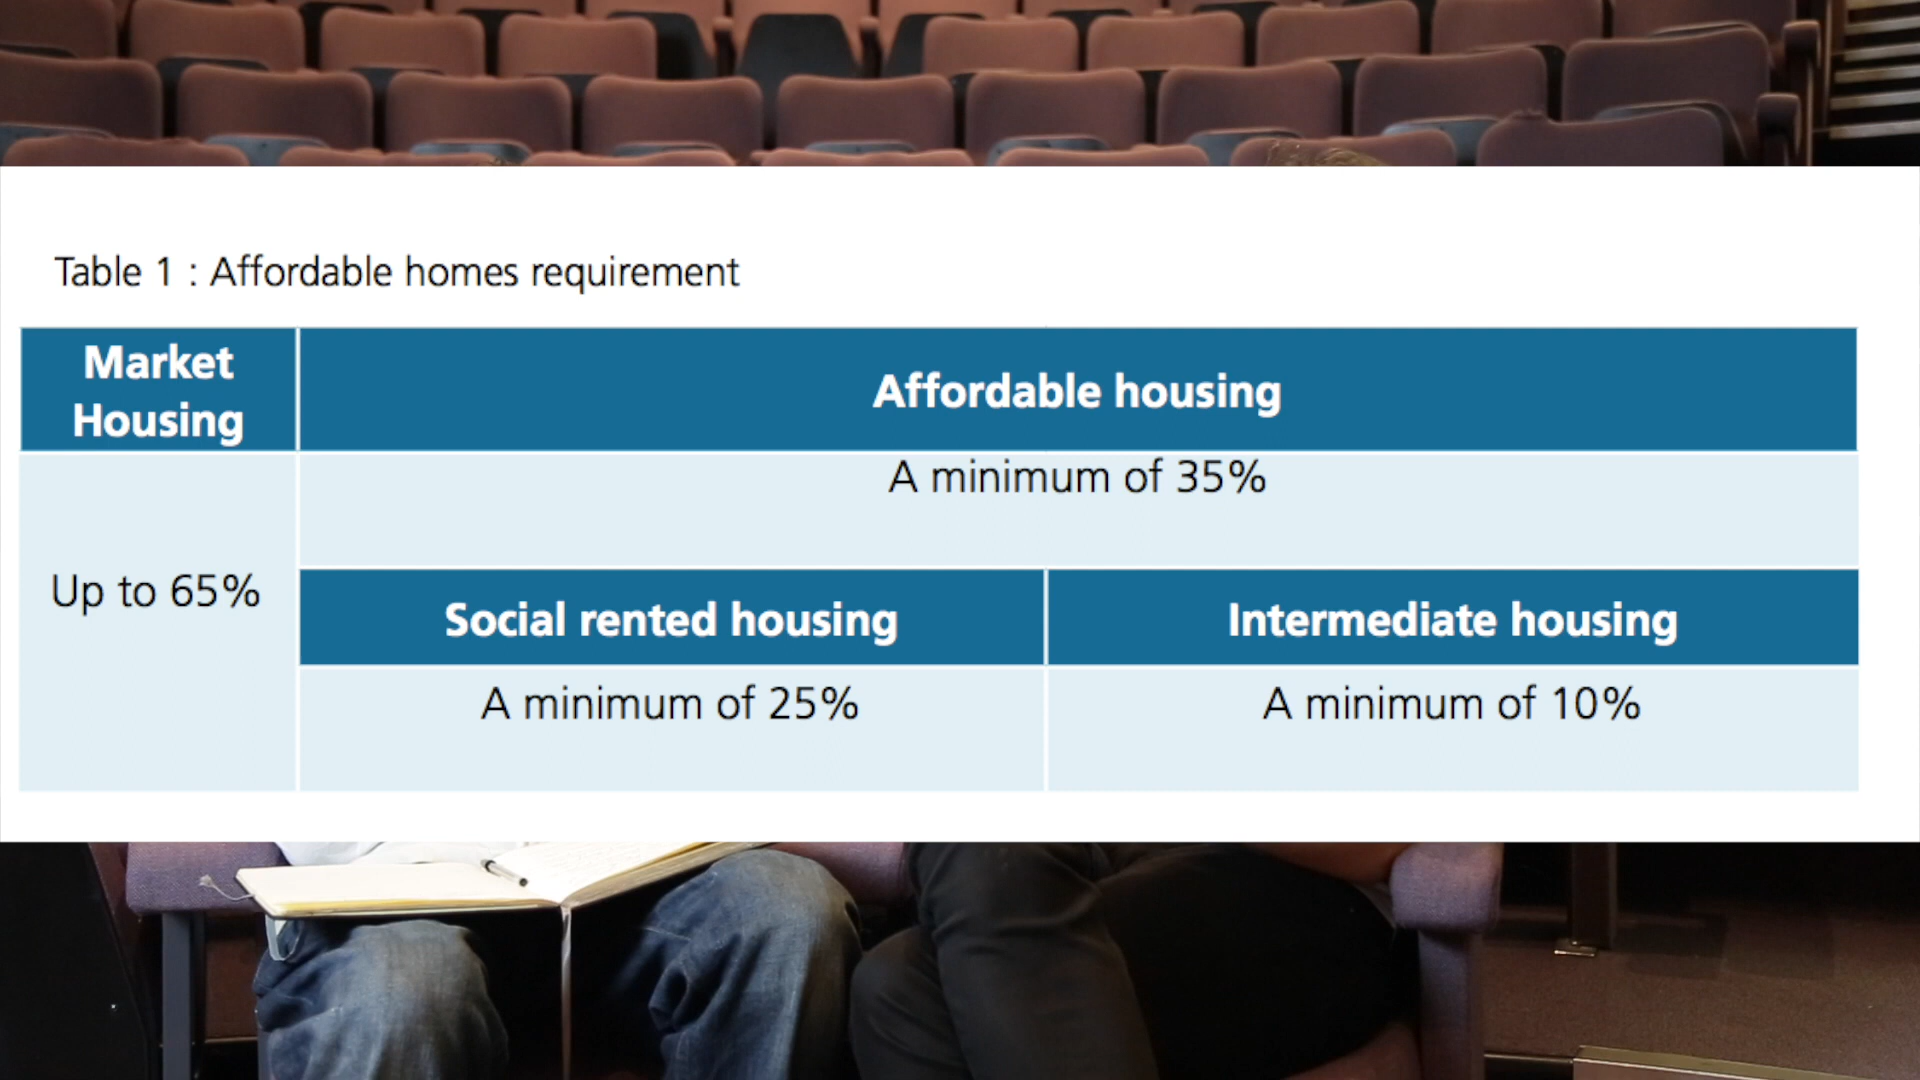 Table 1 : Affordable homes requirement
Market
Housing
Affordable housing
Up to 65%
A minimum of 35%
Social rented housing
Intermediate housing
A minimum of 25%
A minimum of 10%